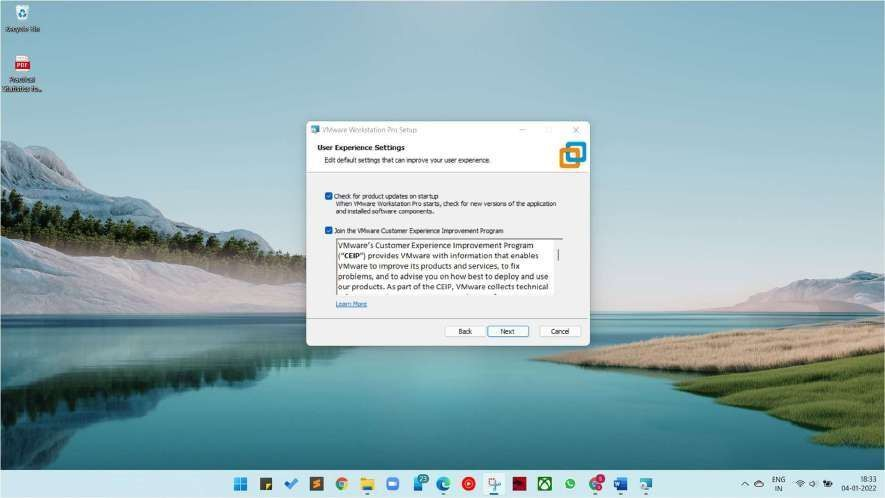 Recycle Bin
PDF
Practical
Statistics fo...
VMware Workstation Pro Setup
User Experience Settings
Edit default settings that can improve your user experience.
Check for product updates on startup
When VMware Workstation Pro starts, check for new versions of the application
and installed software components.
Join the VMware Customer Experience Improvement Program
VMware's Customer Experience Improvement Program
("CEIP") provides VMware with information that enables
VMware to improve its products and services, to fix
problems, and to advise you on how best to deploy and use
our products. As part of the CEIP, VMware collects technical
Learn More
Back
Next
Cancel
23
ENG
IN
18:33
04-01-2022